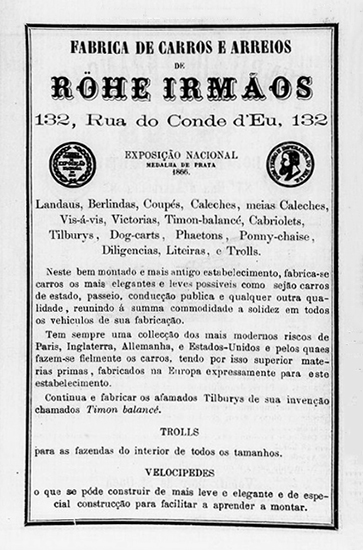 FABRICA DE CARROS E ARREIOS
DE
RÖHE IRMÃOS
132, Rua do Conde d'Eu, 132
EXPOSIÇÃO NACIONAL
MEDALHA DE PRATA
1866.
Landaus, Berlindas, Coupés, Caleches, meias Caleches,
Vis-á-vis, Victorias, Timon-balancé, Cabriolets,
Tilburys, Dog-carts, Phaetons, Ponny-chaise,
Diligencias, Liteiras, e Trolls.
Neste bem montado e mais antigo estabelecimento, fabrica-se
carros os mais elegantes e leves possiveis como sejão carros
de estado, passeio, conducção publica e qualquer outra qua-
lidade, reunindo á summa commodidade a solidez em todos
os vehiculos de sua fabricação.
Tem sempre uma collecção dos mais modernos riscos de
Paris, Inglaterra, Allemanha, e Estados-Unidos e pelos quaes
fazem-se fielmente os carros, tendo por isso superior mate-
rias primas, fabricados na Europa expressamente para este
estabelecimento.
Continua e fabricar os afamados Tilburys de sua invenção
chamados Timon balancé.
TROLLS
para as fazendas do interior de todos os tamanhos.
VELOCIPEDES
o que se póde construir de mais leve e elegante e de espe-
cial construcção para facilitar a aprender a montar.